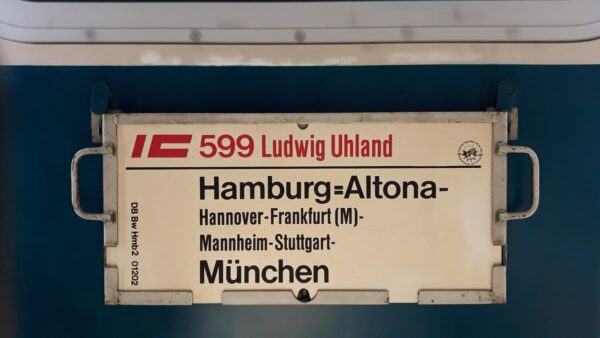 IC 599 Ludwig Uhland
Hamburg=Altona-
Hannover-Frankfurt (M)-
Mannheim-Stuttgart-
München
DB Bw Hmb 2 01202